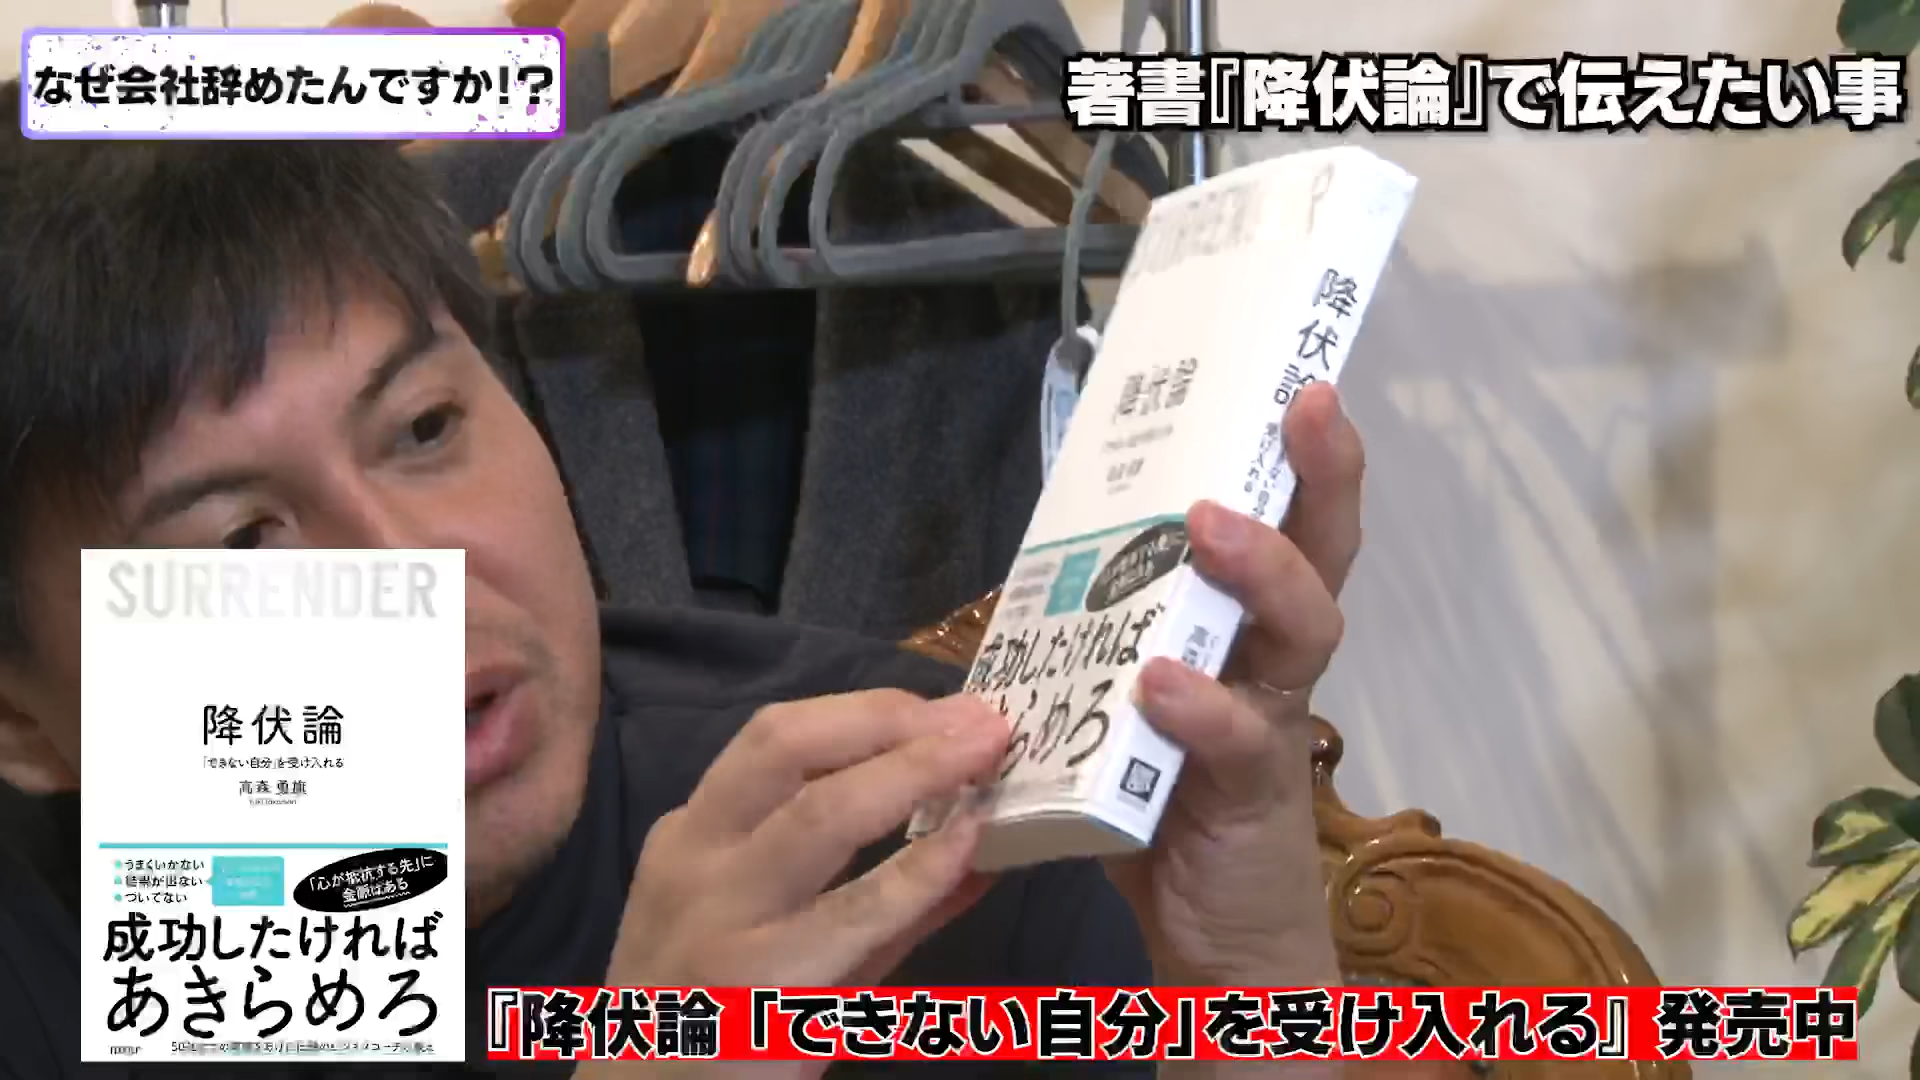 なぜ会社辞めたんですか!?
著書『降伏論』で伝えたい事
降伏論
成功したければ
らめろ
SURRENDER
降伏論
「できない自分」を受け入れる
高森 勇旗
うまくいかない
結果が出ない
ついてない
「心が抵抗する先」に
金脈はある
成功したければ
あきらめろ
『降伏論「できない自分」を受け入れる』発売中